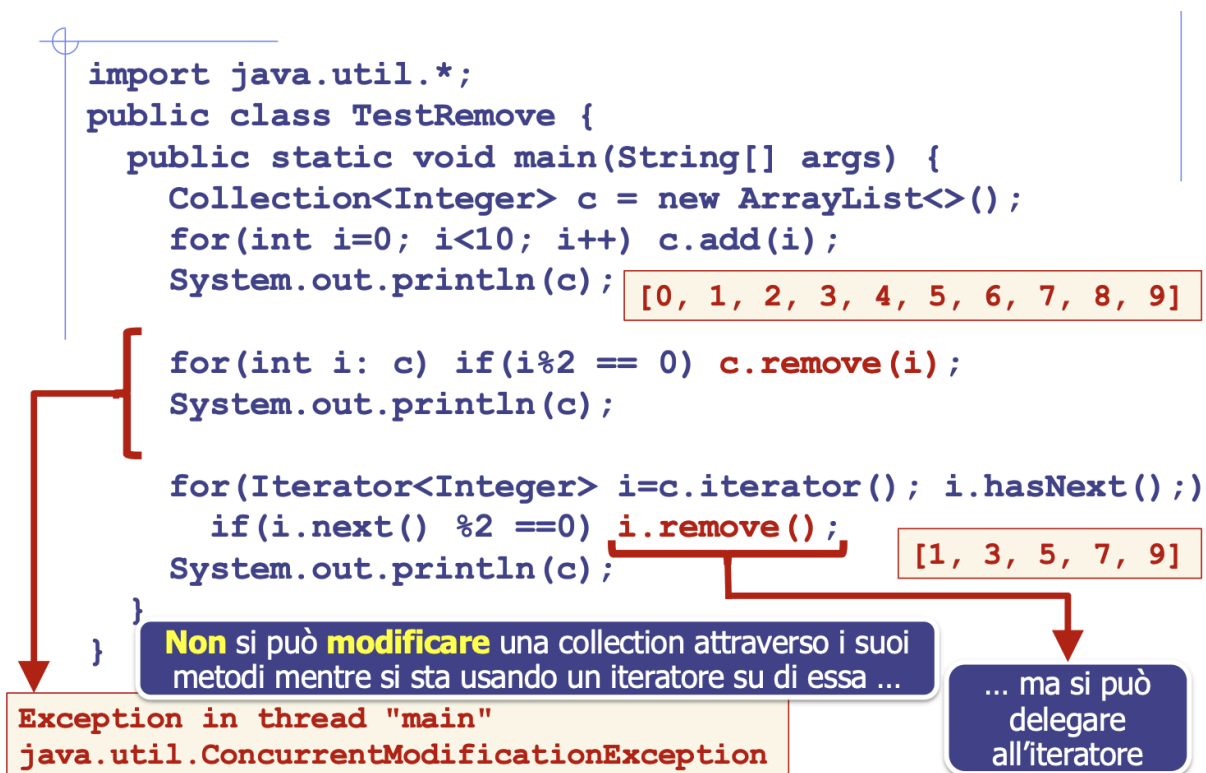 import java.util.*;
public class TestRemove {
public static void main(String[] args) {
Collection<Integer> c = new ArrayList<>();
for(int i=0; i<10; i++) c.add(i);
System.out.println(c);
[0, 1, 2, 3, 4, 5, 6, 7, 8, 9]
for(int i: c) if(i%2 == 0) c.remove(i);
System.out.println(c);
for(Iterator<Integer> i=c.iterator(); i.hasNext();)
if(i.next() %2 ==0) i.remove();
System.out.println(c);
[1, 3, 5, 7, 9]
}
}
Non si può modificare una collection attraverso i suoi
metodi mentre si sta usando un iteratore su di essa ...
... ma si può
delegare
all'iteratore
Exception in thread "main"
java.util.ConcurrentModificationException